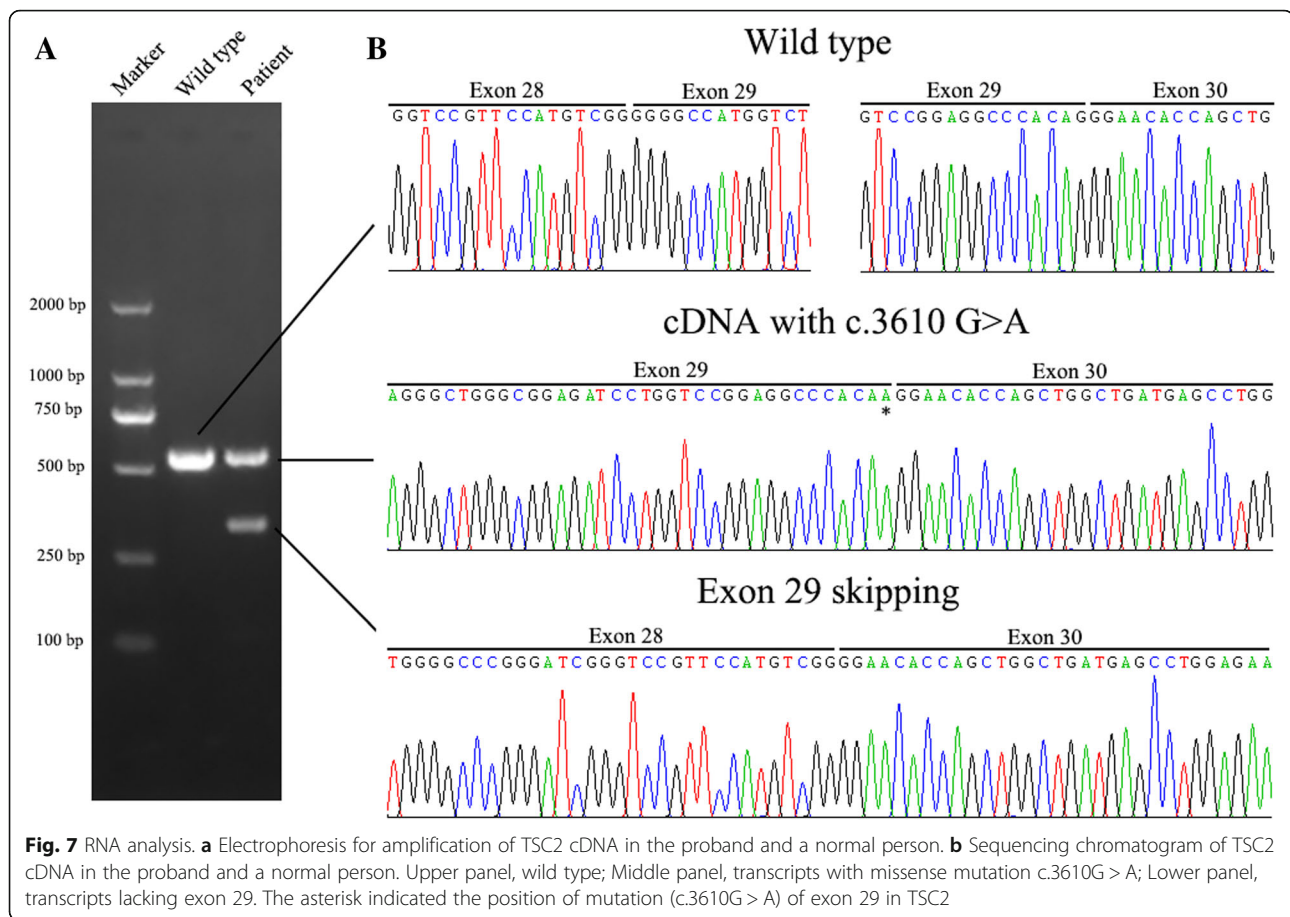 A
Marker
Wild type
Patient
2000 bp
1000 bp
750 bp
500 bp
250 bp
100 bp
B
Wild type
Exon 28 Exon 29
GGTCCGTTCCATGTCGGGGGGCCATGGTCT
Exon 29 Exon 30
GTCCGGAGGCCCACAGGGAACACCAGCTG
cDNA with c.3610 G>A
Exon 29 Exon 30
AGGGCTGGGCGGAGATCCTGGTCCGGAGGCCCACAAGGAACACCAGCTGGCTGATGAGCCTGG
*
Exon 29 skipping
Exon 28 Exon 30
TGGGGCCCGGGATCGGGTCCGTTCCATGTCGGGGAACACCAGCTGGCTGATGAGCCTGGAGAA
Fig. 7 RNA analysis. a Electrophoresis for amplification of TSC2 cDNA in the proband and a normal person. b Sequencing chromatogram of TSC2
cDNA in the proband and a normal person. Upper panel, wild type; Middle panel, transcripts with missense mutation c.3610G > A; Lower panel,
transcripts lacking exon 29. The asterisk indicated the position of mutation (c.3610G > A) of exon 29 in TSC2